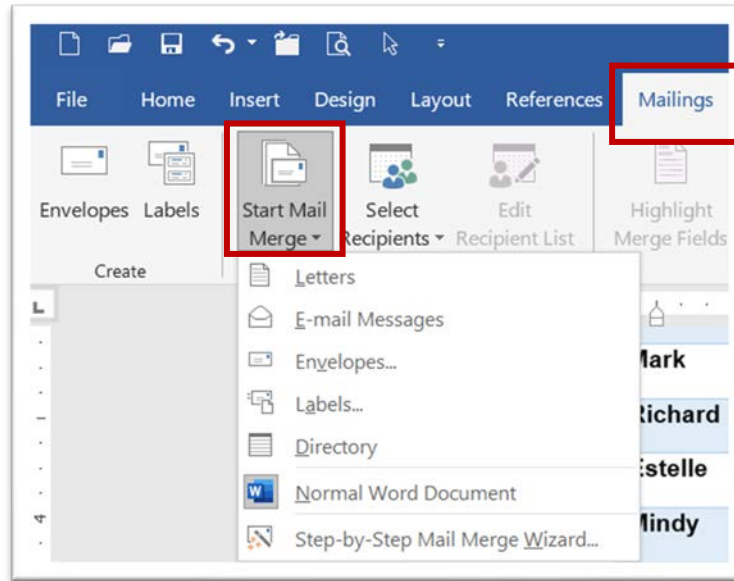 File Home Insert Design Layout References Mailings
Envelopes Labels Start Mail Merge Select Recipients Edit Recipient List Highlight Merge Fields
Create
Letters
E-mail Messages
Envelopes...
Labels...
Directory
Normal Word Document
Step-by-Step Mail Merge Wizard...
Mark
Richard
Estelle
Mindy
4